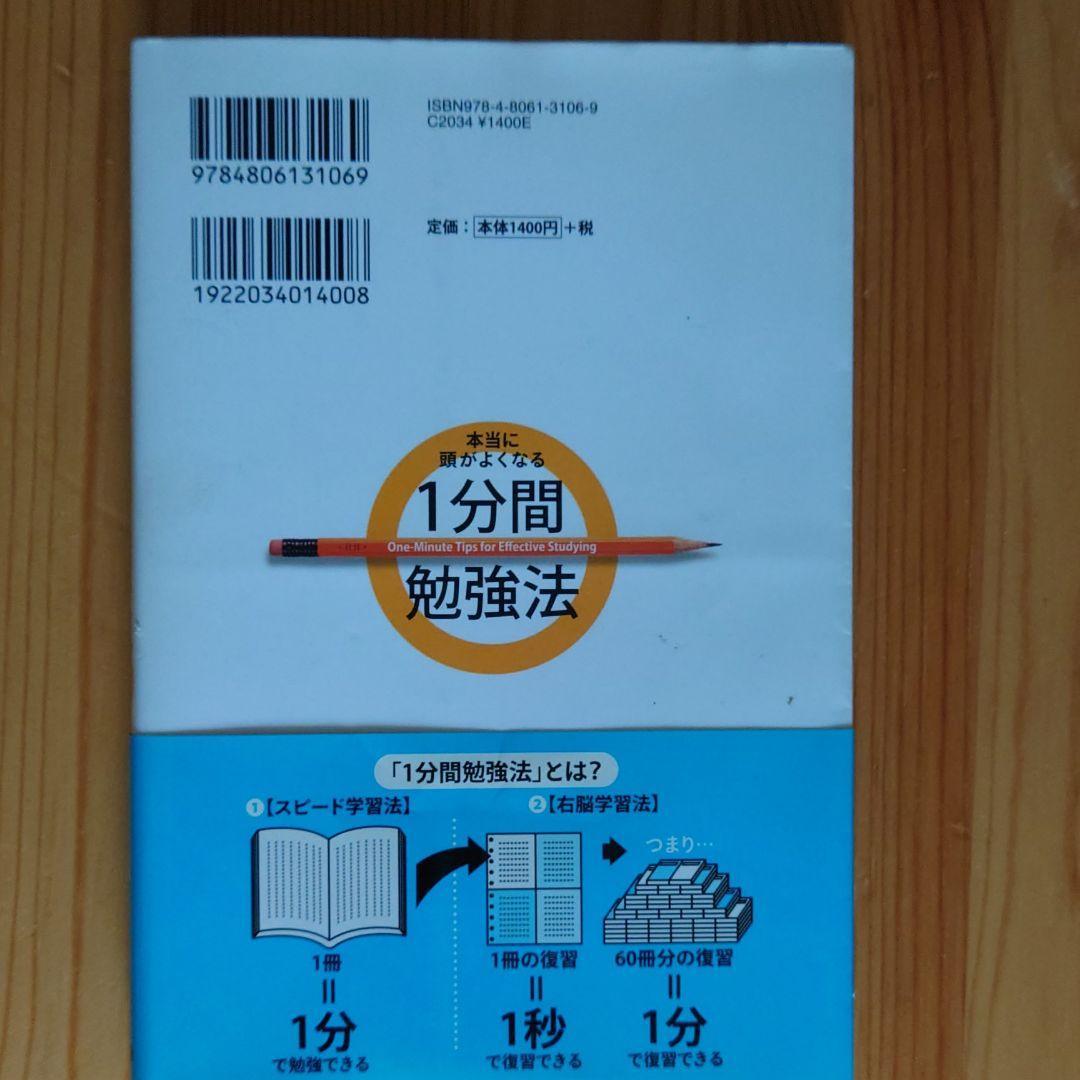 ISBN978-4-8061-3106-9
C2034 ¥1400E
9784806131069
定価：本体1400円+税
1922034014008
本当に
頭がよくなる
1分間
One-Minute Tips for Effective Studying
勉強法
「1分間勉強法」とは？
❶【スピード学習法】
❷【右脳学習法】
つまり…
1冊
1冊の復習
60冊分の復習
=
=
=
1分
1秒
1分
で勉強できる
で復習できる
で復習できる